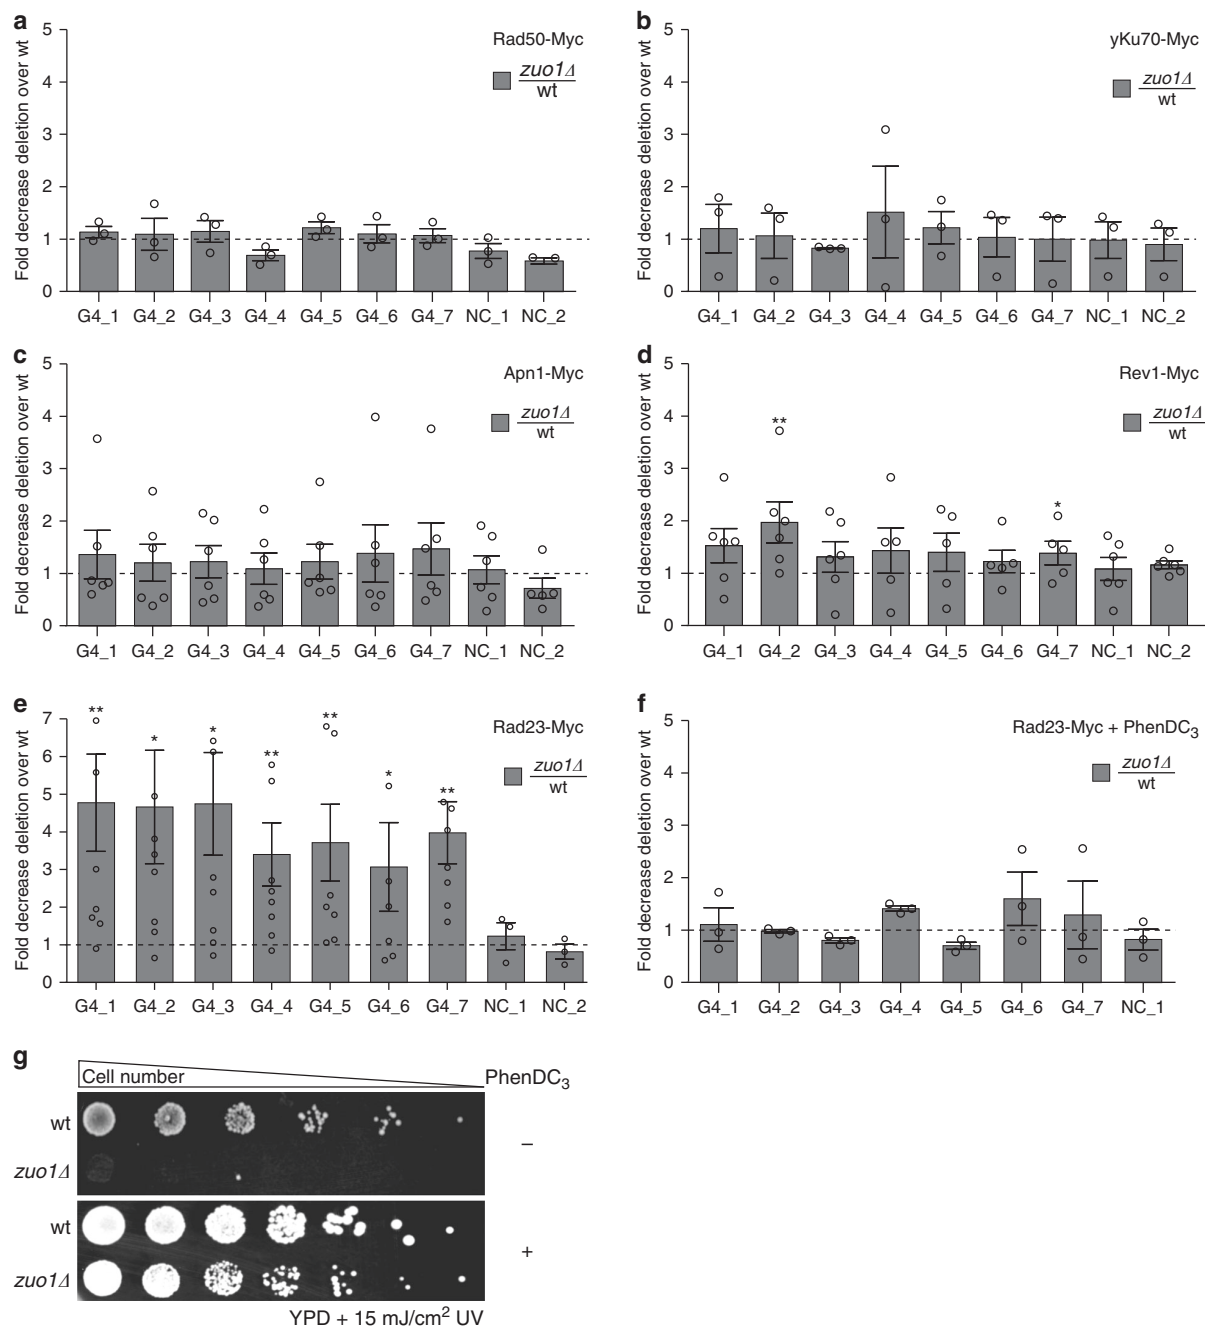 a
Rad50-Myc
zuo1Δ
wt
Fold decrease deletion over wt
5
4
3
2
1
0
G4_1 G4_2 G4_3 G4_4 G4_5 G4_6 G4_7 NC_1 NC_2
b
yKu70-Myc
zuo1Δ
wt
Fold decrease deletion over wt
5
4
3
2
1
0
G4_1 G4_2 G4_3 G4_4 G4_5 G4_6 G4_7 NC_1 NC_2
c
Apn1-Myc
zuo1Δ
wt
Fold decrease deletion over wt
5
4
3
2
1
0
G4_1 G4_2 G4_3 G4_4 G4_5 G4_6 G4_7 NC_1 NC_2
d
Rev1-Myc
zuo1Δ
wt
Fold decrease deletion over wt
5
4
3
2
1
0
** *
G4_1 G4_2 G4_3 G4_4 G4_5 G4_6 G4_7 NC_1 NC_2
e
Rad23-Myc
zuo1Δ
wt
Fold decrease deletion over wt
7
6
5
4
3
2
1
0
** * * ** ** * **
G4_1 G4_2 G4_3 G4_4 G4_5 G4_6 G4_7 NC_1 NC_2
f
Rad23-Myc + PhenDC3
zuo1Δ
wt
Fold decrease deletion over wt
5
4
3
2
1
0
G4_1 G4_2 G4_3 G4_4 G4_5 G4_6 G4_7 NC_1
g
Cell number PhenDC3
wt
zuo1Δ
–
wt
zuo1Δ
+
YPD + 15 mJ/cm2 UV